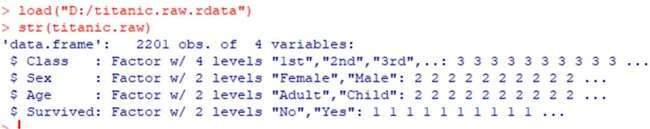 > load("D:/titanic.raw.rdata")
> str(titanic.raw)
'data.frame':   2201 obs. of  4 variables:
 $ Class   : Factor w/ 4 levels "1st","2nd","3rd",..: 3 3 3 3 3 3 3 3 3 3 ...
 $ Sex     : Factor w/ 2 levels "Female","Male": 2 2 2 2 2 2 2 2 2 2 ...
 $ Age     : Factor w/ 2 levels "Adult","Child": 2 2 2 2 2 2 2 2 2 2 ...
 $ Survived: Factor w/ 2 levels "No","Yes": 1 1 1 1 1 1 1 1 1 1 ...
>